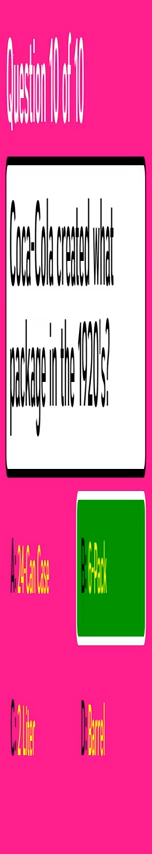 Question 10 of 10
Coca-Cola created what
package in the 1920's?
A: 24-Can Case
B: 6-Pack
C: 2 Liter
D: Barrel